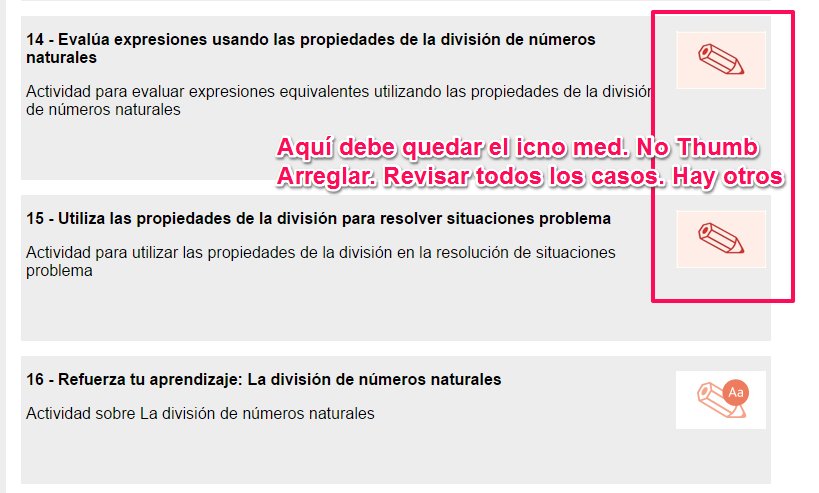 14 - Evalúa expresiones usando las propiedades de la división de números
naturales
Actividad para evaluar expresiones equivalentes utilizando las propiedades de la división
de números naturales
Aquí debe quedar el icno med. No Thumb
Arreglar. Revisar todos los casos. Hay otros
15 - Utiliza las propiedades de la división para resolver situaciones problema
Actividad para utilizar las propiedades de la división en la resolución de situaciones
problema
16 - Refuerza tu aprendizaje: La división de números naturales
Aa
Actividad sobre La división de números naturales